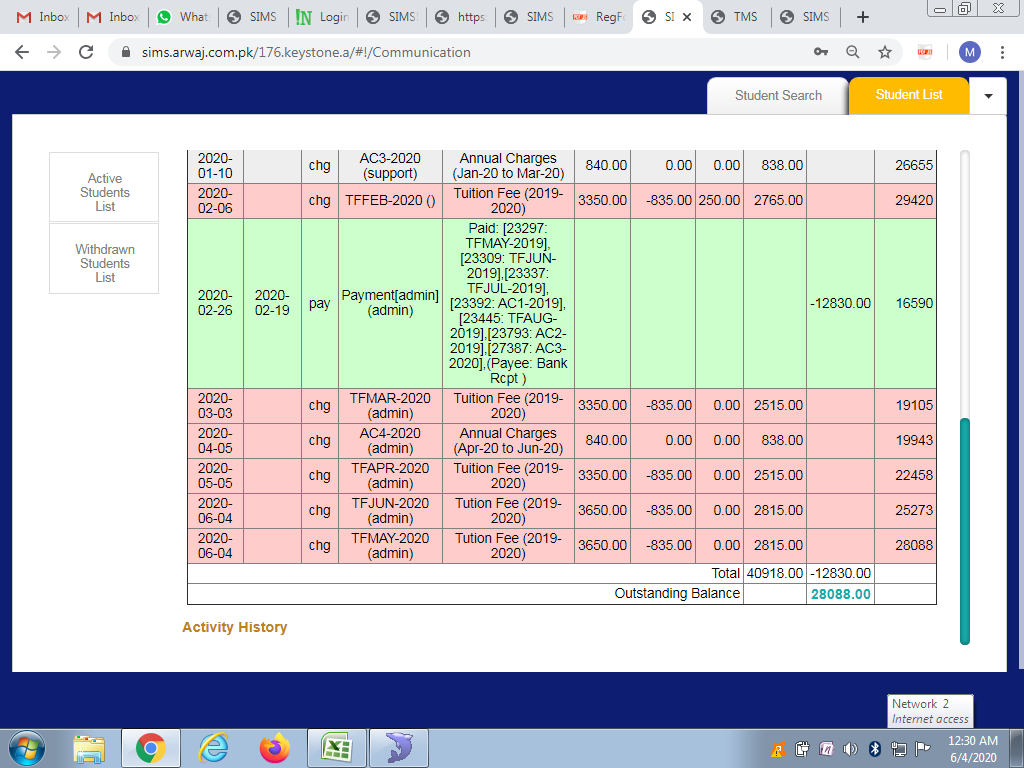 Inbox
Inbox
What
SIMS
Login
SIMS
https
SIMS
RegF
SI
TMS
SIMS
sims.arwaj.com.pk/176.keystone.a/#!/Communication
M
Student Search
Student List
Active
Students
List
Withdrawn
Students
List
2020-
01-10
chg
AC3-2020
(support)
Annual Charges
(Jan-20 to Mar-20)
840.00
0.00
0.00
838.00
26655
2020-
02-06
chg
TFFEB-2020 ()
Tuition Fee (2019-
2020)
3350.00
-835.00
250.00
2765.00
29420
2020-
02-26
2020-
02-19
pay
Payment[admin]
(admin)
Paid: [23297:
TFMAY-2019],
[23309: TFJUN-
2019],[23337:
TFJUL-2019],
[23392: AC1-2019],
[23445: TFAUG-
2019],[23793: AC2-
2019],[27387: AC3-
2020],(Payee: Bank
Rcpt )
-12830.00
16590
2020-
03-03
chg
TFMAR-2020
(admin)
Tuition Fee (2019-
2020)
3350.00
-835.00
0.00
2515.00
19105
2020-
04-05
chg
AC4-2020
(admin)
Annual Charges
(Apr-20 to Jun-20)
840.00
0.00
0.00
838.00
19943
2020-
05-05
chg
TFAPR-2020
(admin)
Tuition Fee (2019-
2020)
3350.00
-835.00
0.00
2515.00
22458
2020-
06-04
chg
TFJUN-2020
(admin)
Tution Fee (2019-
2020)
3650.00
-835.00
0.00
2815.00
25273
2020-
06-04
chg
TFMAY-2020
(admin)
Tution Fee (2019-
2020)
3650.00
-835.00
0.00
2815.00
28088
Total
40918.00
-12830.00
Outstanding Balance
28088.00
Activity History
Network 2
Internet access
12:30 AM
6/4/2020